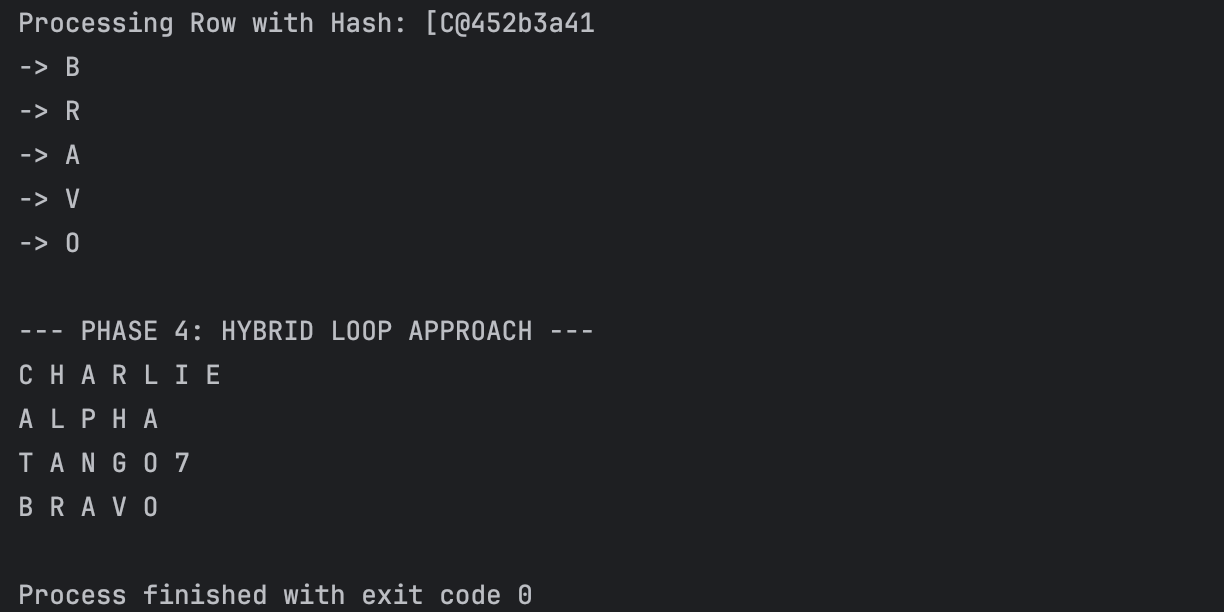 Processing Row with Hash: [C@452b3a41
-> B
-> R
-> A
-> V
-> O
--- PHASE 4: HYBRID LOOP APPROACH ---
C H A R L I E
A L P H A
T A N G O 7
B R A V O
Process finished with exit code 0